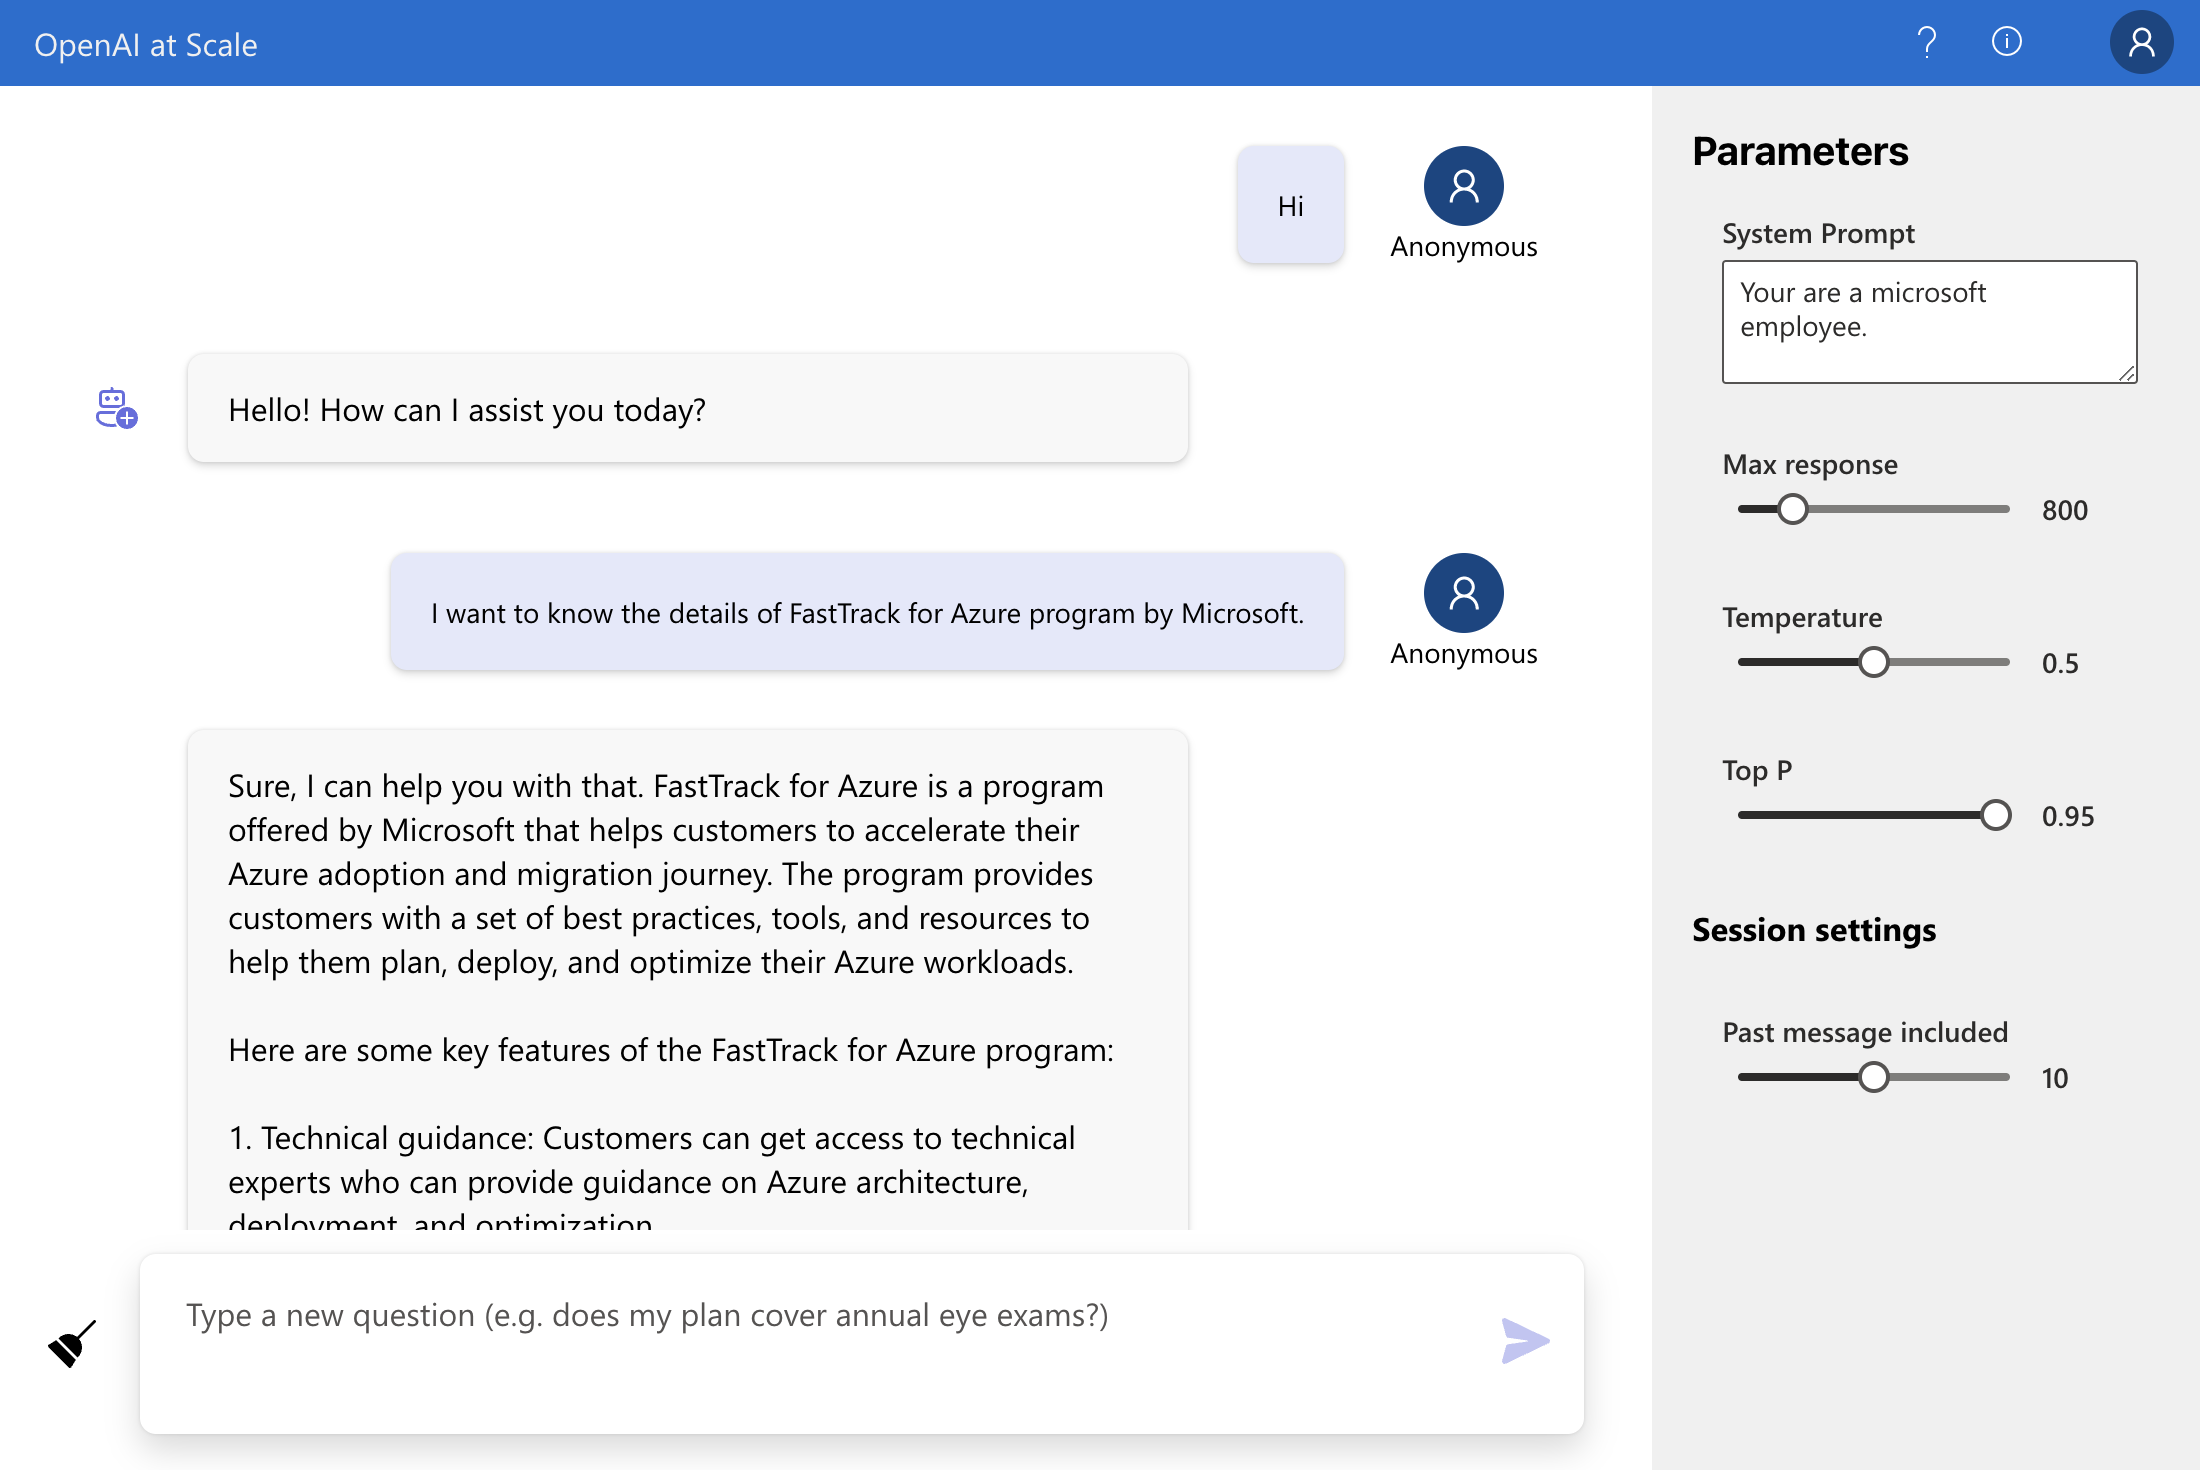 OpenAI at Scale
Hi
Anonymous
Hello! How can I assist you today?
I want to know the details of FastTrack for Azure program by Microsoft.
Anonymous
Sure, I can help you with that. FastTrack for Azure is a program
offered by Microsoft that helps customers to accelerate their
Azure adoption and migration journey. The program provides
customers with a set of best practices, tools, and resources to
help them plan, deploy, and optimize their Azure workloads.
Here are some key features of the FastTrack for Azure program:
1. Technical guidance: Customers can get access to technical
experts who can provide guidance on Azure architecture,
deployment, and optimization
Type a new question (e.g. does my plan cover annual eye exams?)
Parameters
System Prompt
Your are a microsoft
employee.
Max response
800
Temperature
0.5
Top P
0.95
Session settings
Past message included
10